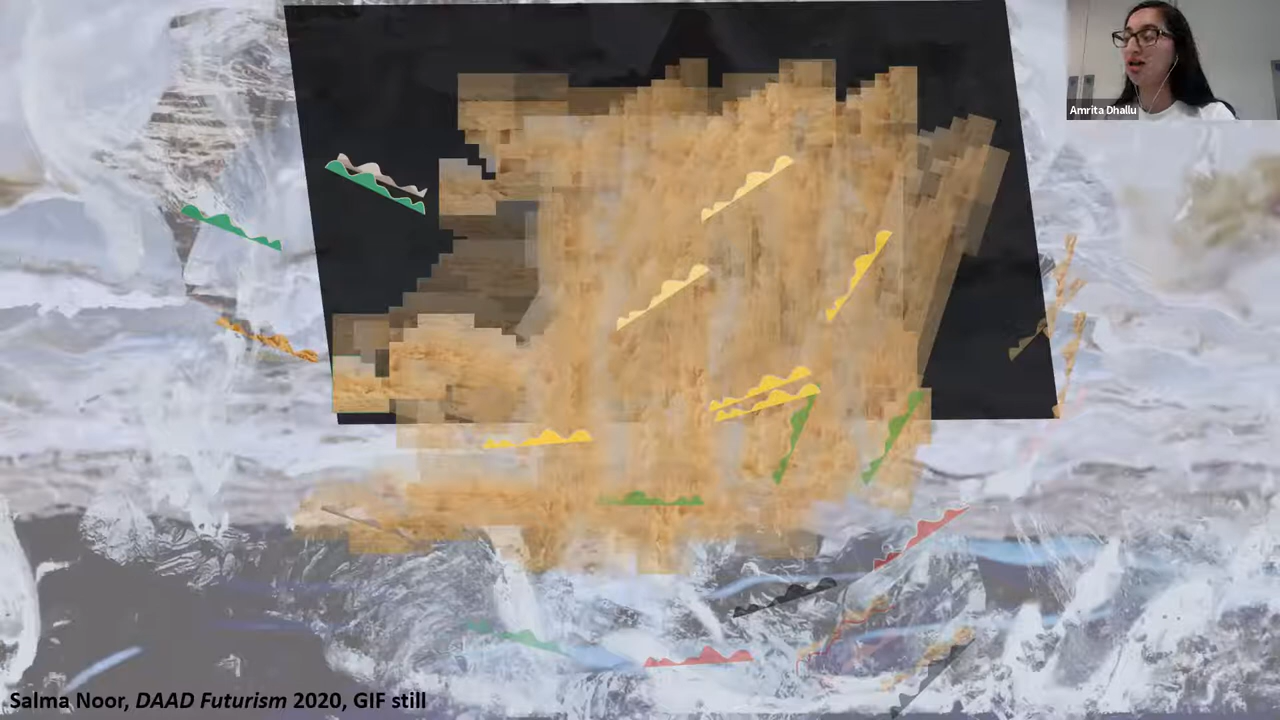 Amrita Dhallu
Salma Noor, DAAD Futurism 2020, GIF still